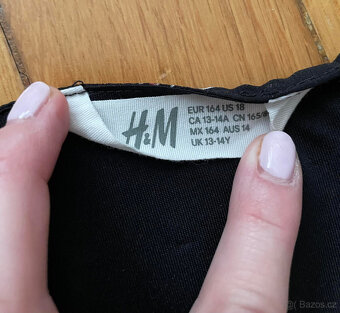 H&M
EUR 164 US 18
CA 13-14A CN 165/
MX 164 AUS 14
UK 13-14Y
© Bazos.cz